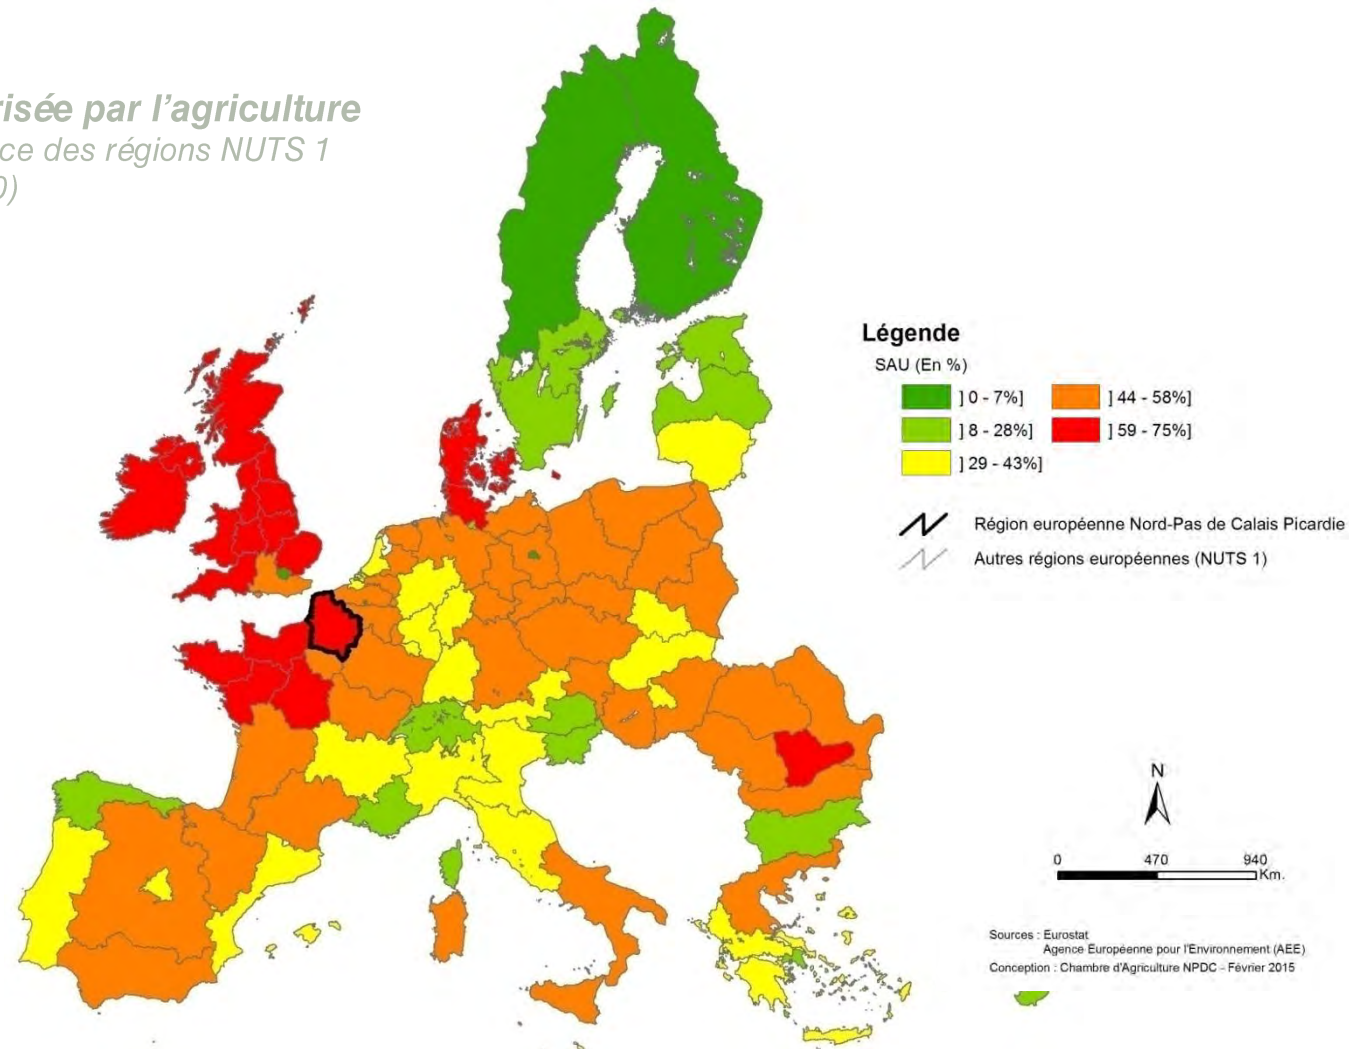 risée par l'agriculture
ce des régions NUTS 1
0)
Légende
SAU (En %)
] 0 - 7%]
] 44 - 58%]
] 8 - 28%]
] 59 - 75%]
] 29 - 43%]
Région européenne Nord-Pas de Calais Picardie
Autres régions européennes (NUTS 1)
N
0 470 940
Km.
Sources : Eurostat
Agence Européenne pour l'Environnement (AEE)
Conception : Chambre d'Agriculture NPDC - Février 2015